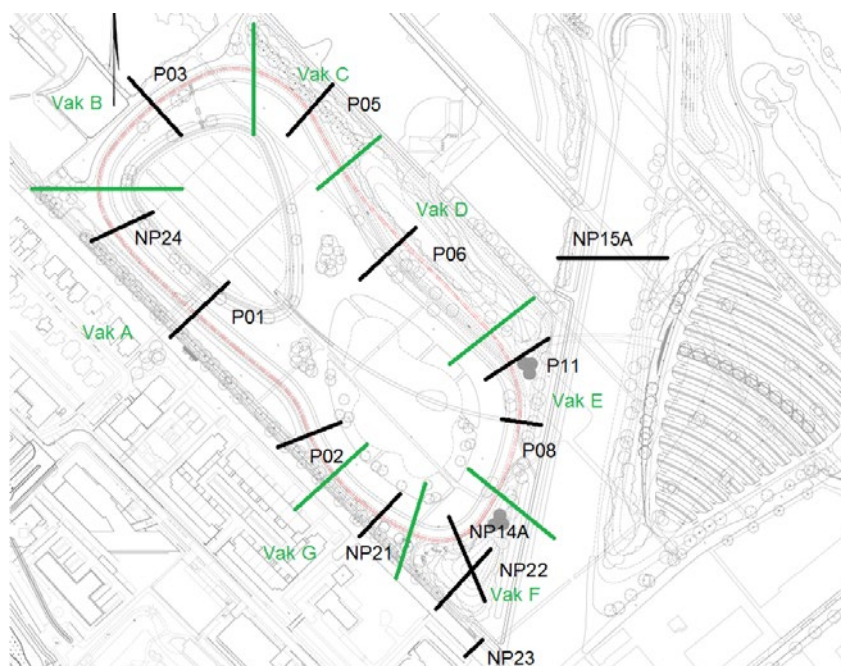 P03
Vak C
Vak B
P05
Vak D
NP24
NP15A
P06
P01
Vak A
P11
Vak E
P08
P02
NP14A
NP21
Vak G
NP22
Vak F
NP23